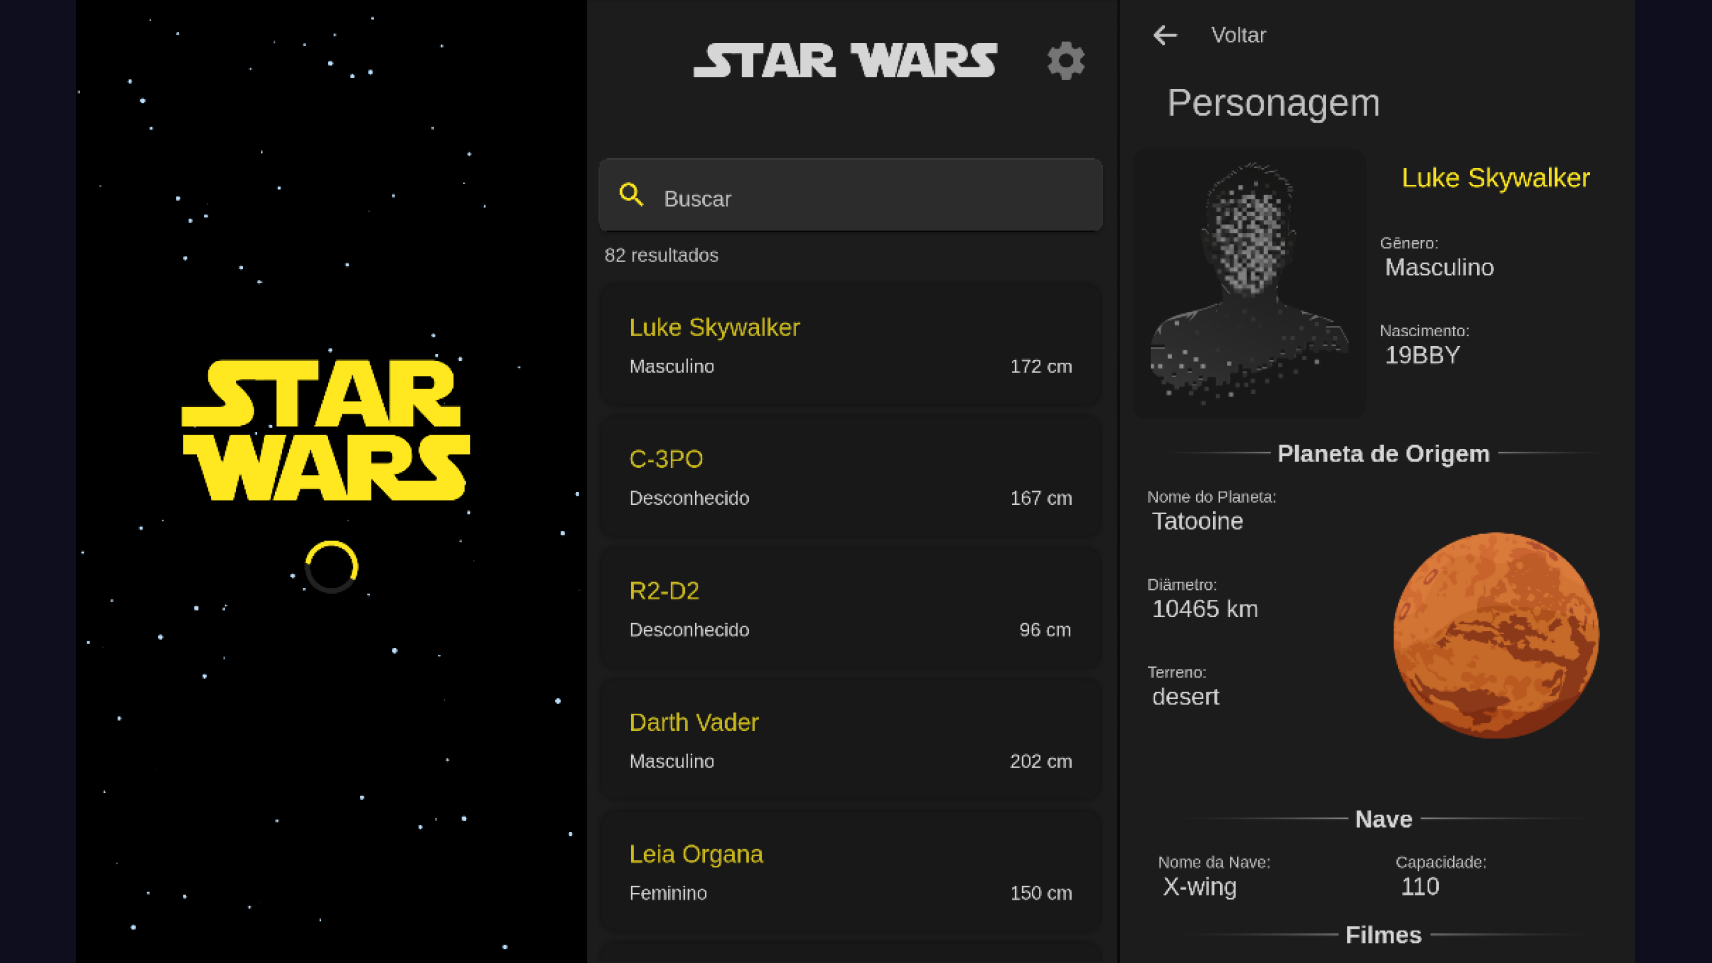 STAR
WARS
STAR WARS
Buscar
82 resultados
Luke Skywalker
Masculino 172 cm
C-3PO
Desconhecido 167 cm
R2-D2
Desconhecido 96 cm
Darth Vader
Masculino 202 cm
Leia Organa
Feminino 150 cm
Voltar
Personagem
Luke Skywalker
Gênero:
Masculino
Nascimento:
19BBY
Planeta de Origem
Nome do Planeta:
Tatooine
Diâmetro:
10465 km
Terreno:
desert
Nave
Nome da Nave: Capacidade:
X-wing 110
Filmes